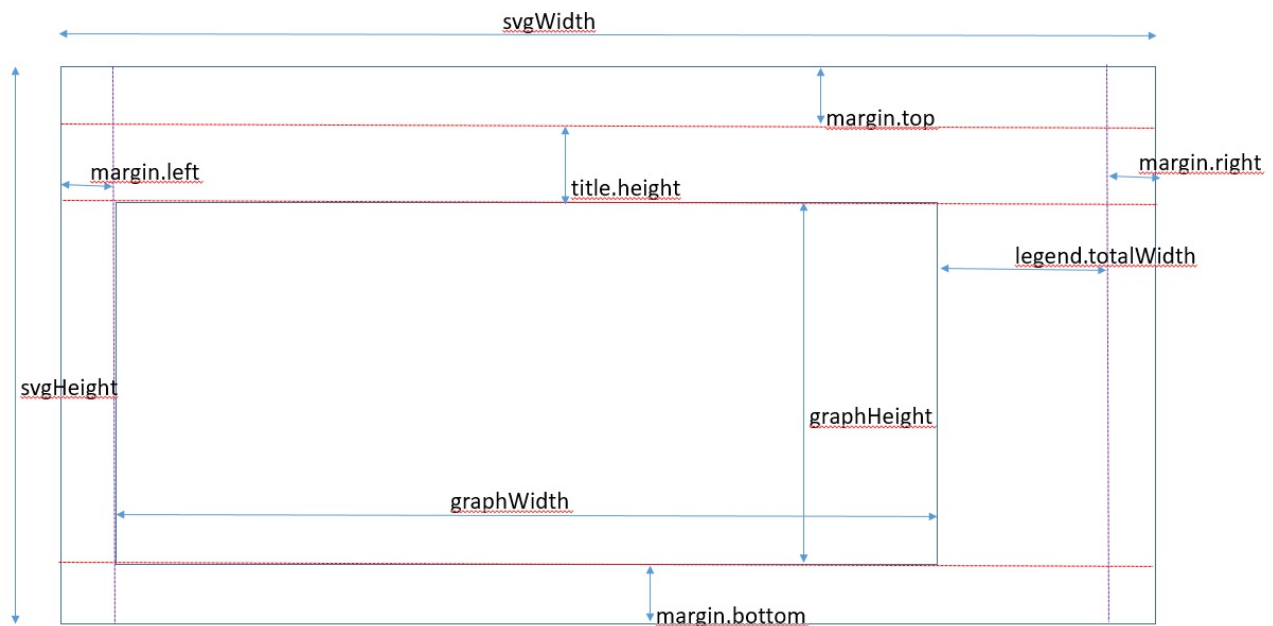 svgWidth
margin.top
margin.left
margin.right
title.height
legend.totalWidth
svgHeight
graphHeight
graphWidth
margin.bottom